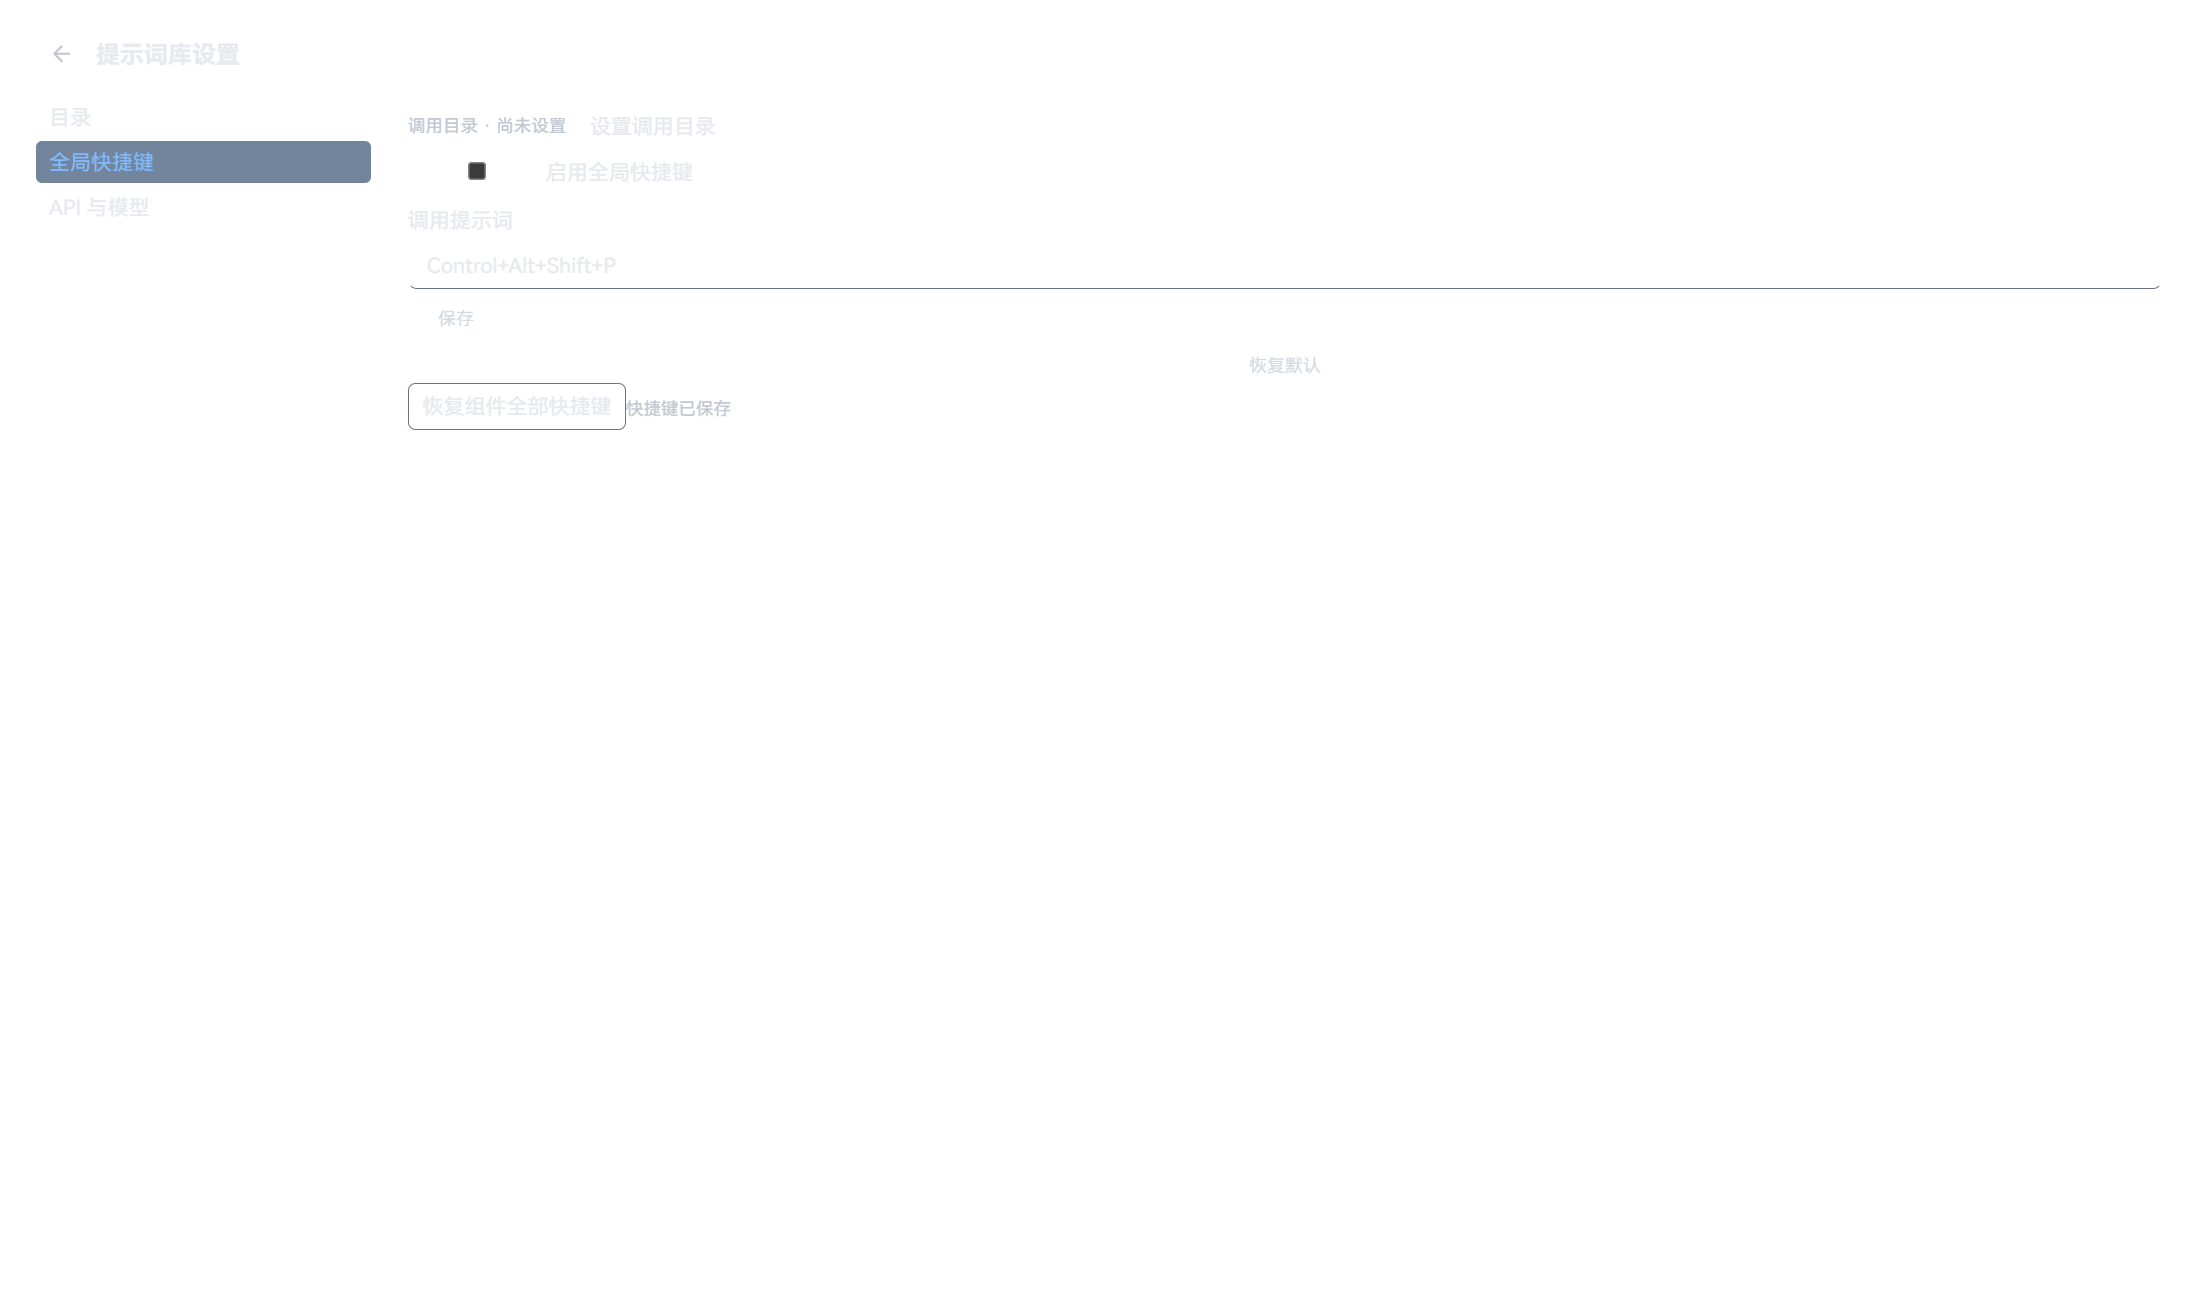 提示词库设置
目录
全局快捷键
API 与模型
调用目录 · 尚未设置 设置调用目录
启用全局快捷键
调用提示词
Control+Alt+Shift+P
保存
恢复默认
恢复组件全部快捷键 快捷键已保存